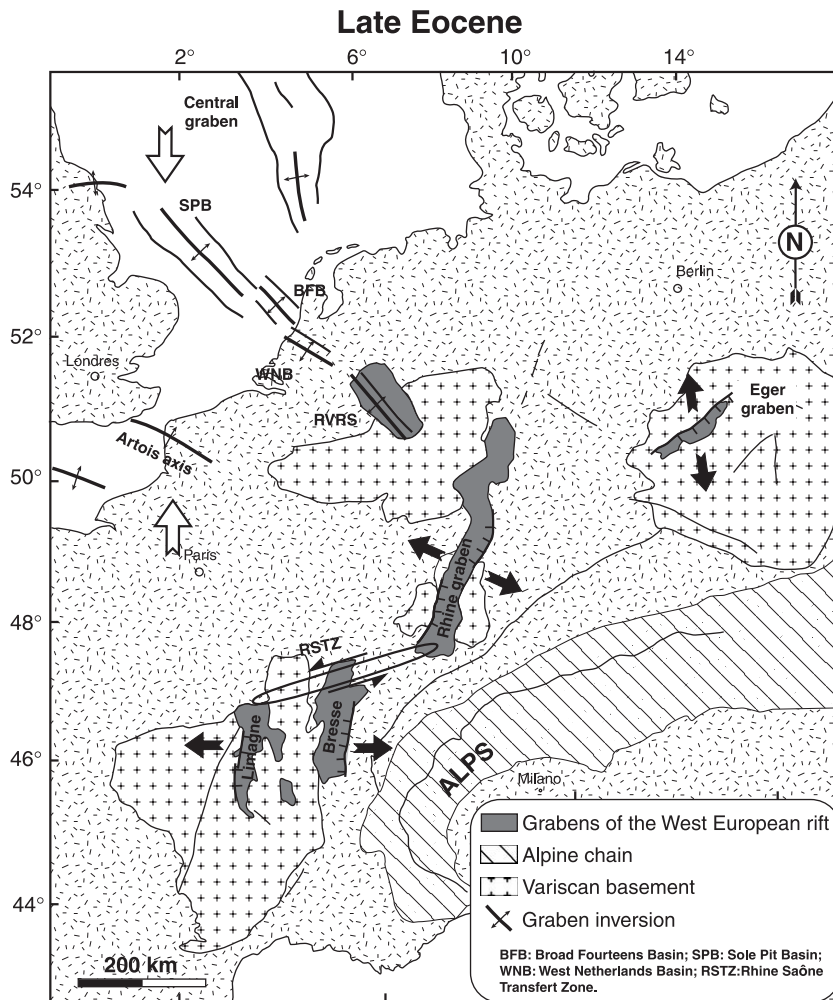 Late Eocene
2° 6° 10° 14°
Central
graben
54°
SPB
N
Berlin
BFB
52°
Londres
WNB
Eger
graben
RVRS
Artois axis
50°
Paris
Rhine graben
48°
RSTZ
Limagne
Bresse
46°
ALPS
Milano
Grabens of the West European rift
Alpine chain
Variscan basement
44°
Graben inversion
BFB: Broad Fourteens Basin; SPB: Sole Pit Basin;
WNB: West Netherlands Basin; RSTZ:Rhine Saône
Transfert Zone.
200 km